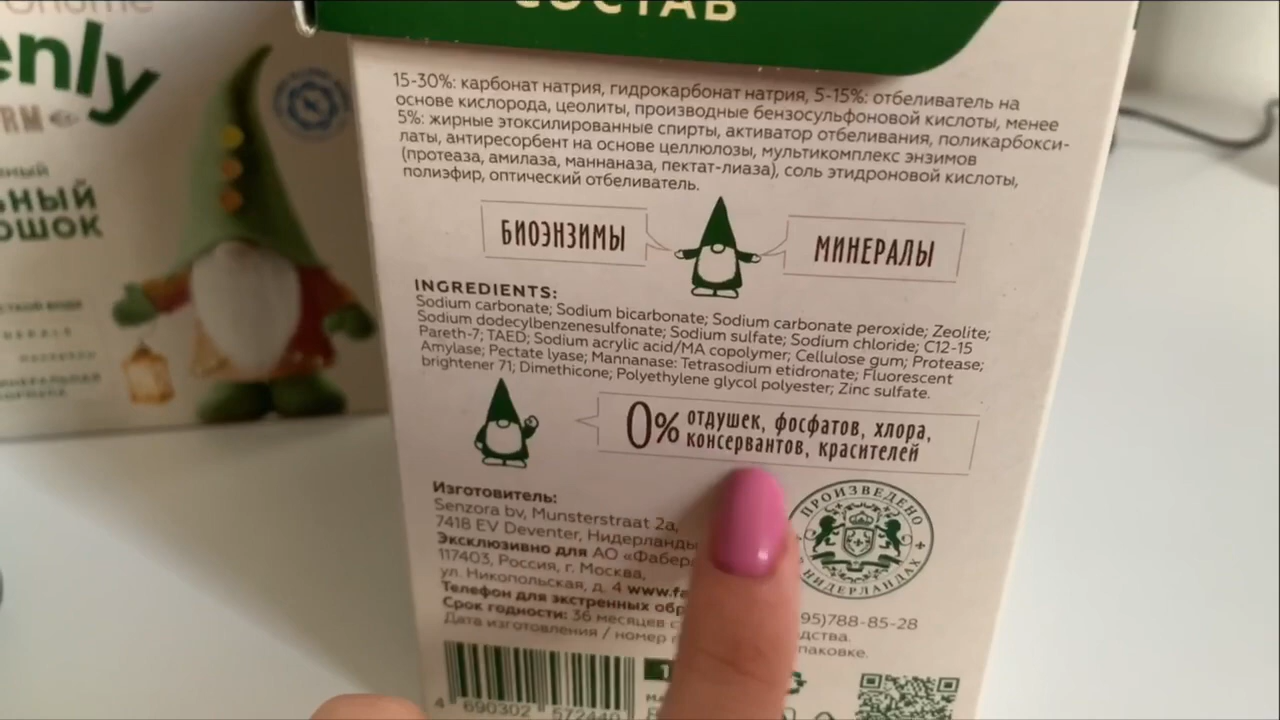 СОСТАВ
15-30%: карбонат натрия, гидрокарбонат натрия, 5-15%: отбеливатель на
основе кислорода, цеолиты, производные бензосульфоновой кислоты, менее
5%: жирные этоксилированные спирты, активатор отбеливания, поликарбокси-
латы, антиресорбент на основе целлюлозы, мультикомплекс энзимов
(протеаза, амилаза, маннаназа, пектат-лиаза), соль этидроновой кислоты,
полиэфир, оптический отбеливатель.
БИОЭНЗИМЫ
МИНЕРАЛЫ
INGREDIENTS:
Sodium carbonate; Sodium bicarbonate; Sodium carbonate peroxide; Zeolite;
Sodium dodecylbenzenesulfonate; Sodium sulfate; Sodium chloride; C12-15
Pareth-7; TAED; Sodium acrylic acid/MA copolymer; Cellulose gum; Protease;
Amylase; Pectate lyase; Mannanase: Tetrasodium etidronate; Fluorescent
brightener 71; Dimethicone; Polyethylene glycol polyester; Zinc sulfate.
0% отдушек, фосфатов, хлора,
консервантов, красителей
Изготовитель:
Senzora bv, Munsterstraat 2a,
7418 EV Deventer, Нидерланды
Эксклюзивно для АО «Фабер
117403, Россия, г. Москва,
ул. Никопольская, д. 4 www.fa
Телефон для экстренных обр 95)788-85-28
Срок годности: 36 месяцев с дства.
Дата изготовления / номер паковке.
ПРОИЗВЕДЕНО
В НИДЕРЛАНДАХ
4 690302 572440
enly
ЬНЫЙ
ОШОК